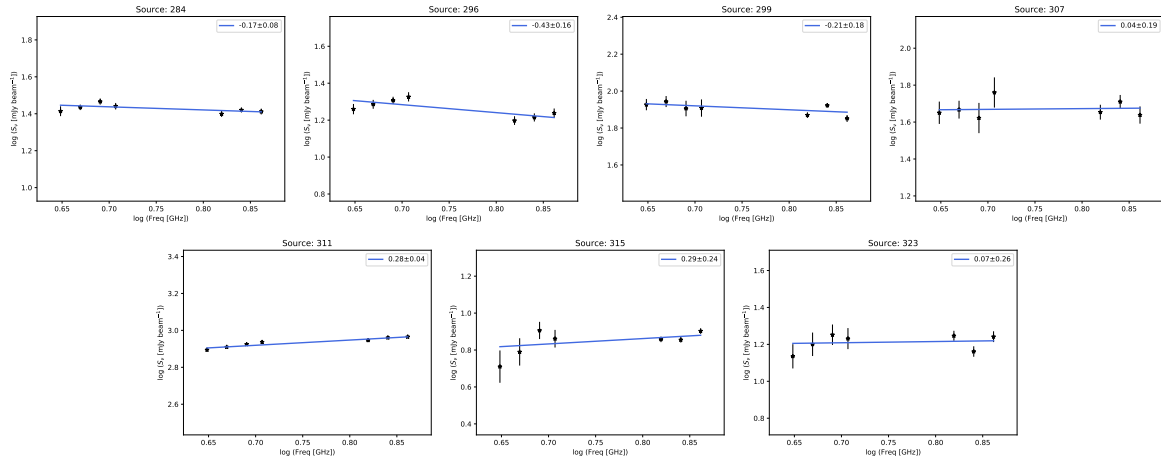 Source: 284
-0.17±0.08
log (Sᵥ [mJy beam⁻¹])
1.8
1.6
1.4
1.2
1.0
0.65 0.70 0.75 0.80 0.85
log (Freq [GHz])
Source: 296
-0.43±0.16
log (Sᵥ [mJy beam⁻¹])
1.6
1.4
1.2
1.0
0.8
0.65 0.70 0.75 0.80 0.85
log (Freq [GHz])
Source: 299
-0.21±0.18
log (Sᵥ [mJy beam⁻¹])
2.4
2.2
2.0
1.8
1.6
0.65 0.70 0.75 0.80 0.85
log (Freq [GHz])
Source: 307
0.04±0.19
log (Sᵥ [mJy beam⁻¹])
2.0
1.8
1.6
1.4
1.2
0.65 0.70 0.75 0.80 0.85
log (Freq [GHz])
Source: 311
0.28±0.04
log (Sᵥ [mJy beam⁻¹])
3.4
3.2
3.0
2.8
2.6
0.65 0.70 0.75 0.80 0.85
log (Freq [GHz])
Source: 315
0.29±0.24
log (Sᵥ [mJy beam⁻¹])
1.2
1.0
0.8
0.6
0.4
0.65 0.70 0.75 0.80 0.85
log (Freq [GHz])
Source: 323
0.07±0.26
log (Sᵥ [mJy beam⁻¹])
1.6
1.4
1.2
1.0
0.8
0.65 0.70 0.75 0.80 0.85
log (Freq [GHz])